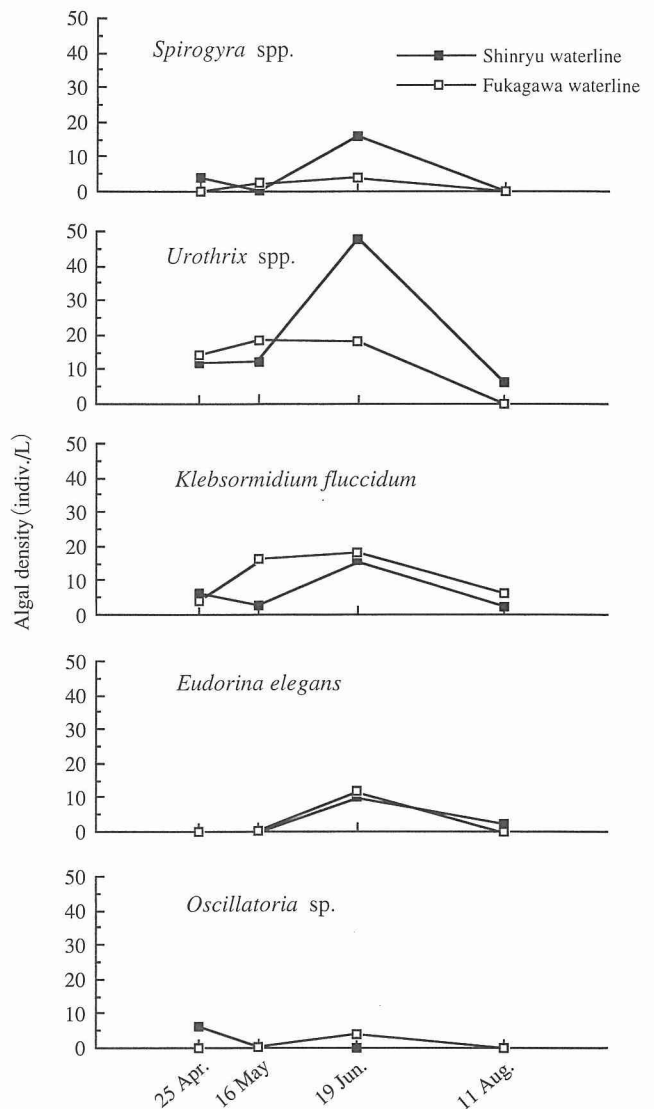 Spirogyra spp.
Shinryu waterline
Fukagawa waterline
50
40
30
20
10
0
Urothrix spp.
50
40
30
20
10
0
Klebsormidium fluccidum
50
40
30
20
10
0
Eudorina elegans
50
40
30
20
10
0
Oscillatoria sp.
50
40
30
20
10
0
Algal density (indiv./L)
25 Apr.
16 May
19 Jun.
11 Aug.